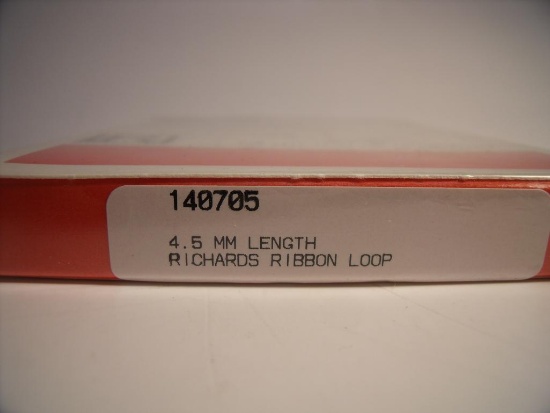 140705
4.5 MM LENGTH
RICHARDS RIBBON LOOP